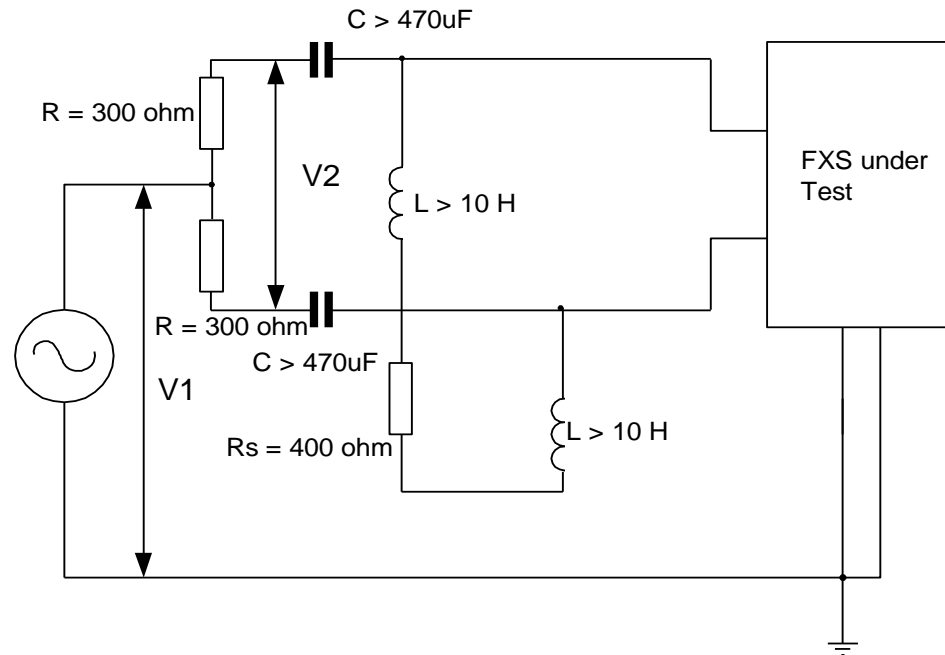 C > 470uF
R = 300 ohm
V2
FXS under
Test
L > 10 H
R = 300 ohm
C > 470uF
V1
Rs = 400 ohm
L > 10 H